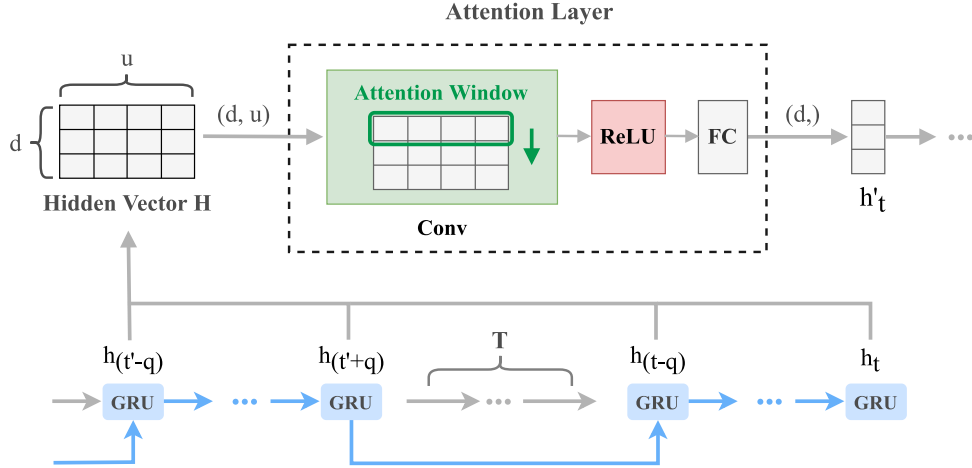 Attention Layer
u
d
(d, u)
Attention Window
ReLU
FC
(d,)
...
Hidden Vector H
Conv
h't
h(t'-q)
h(t'+q)
T
h(t-q)
ht
GRU
...
GRU
...
GRU
...
GRU